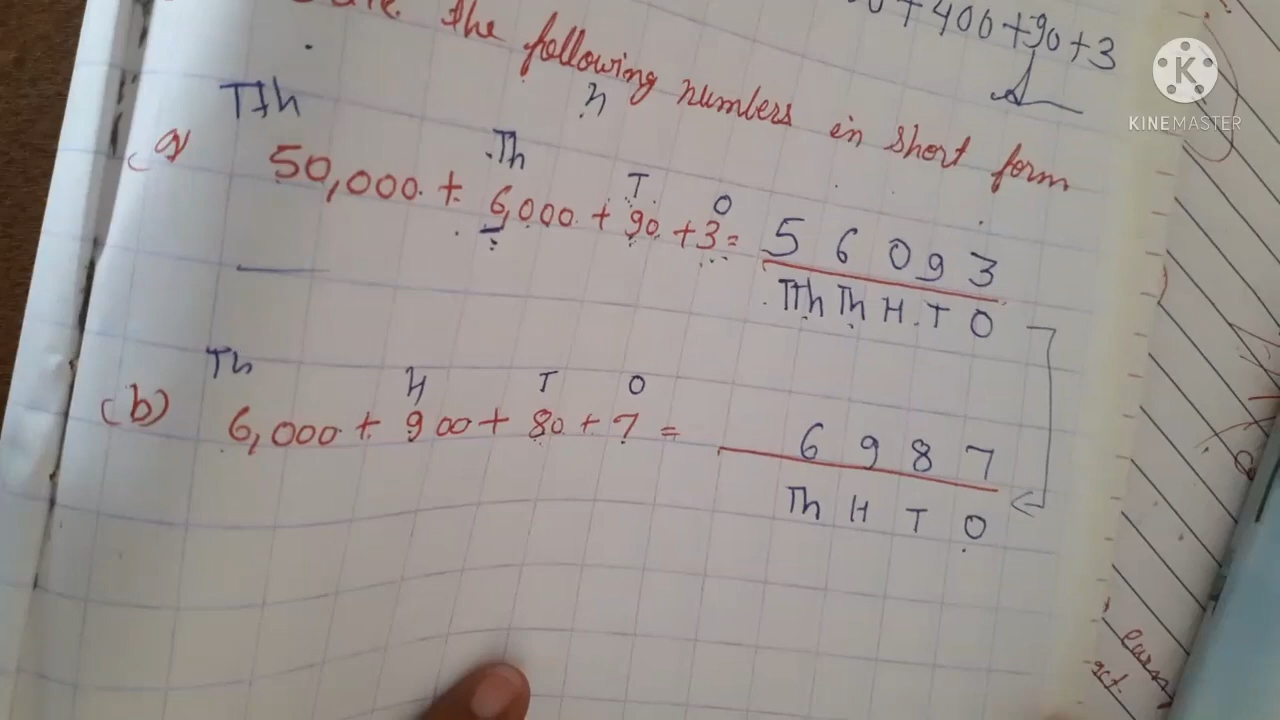 0 + 400 + 90 + 3
the following numbers in short form
KINEMASTER
TTh Th H T O
(a) 50,000 + 6,000 + 90 + 3 = 5 6 0 9 3
TTh Th H T O
Th H T O
(b) 6,000 + 900 + 80 + 7 = 6 9 8 7
Th H T O